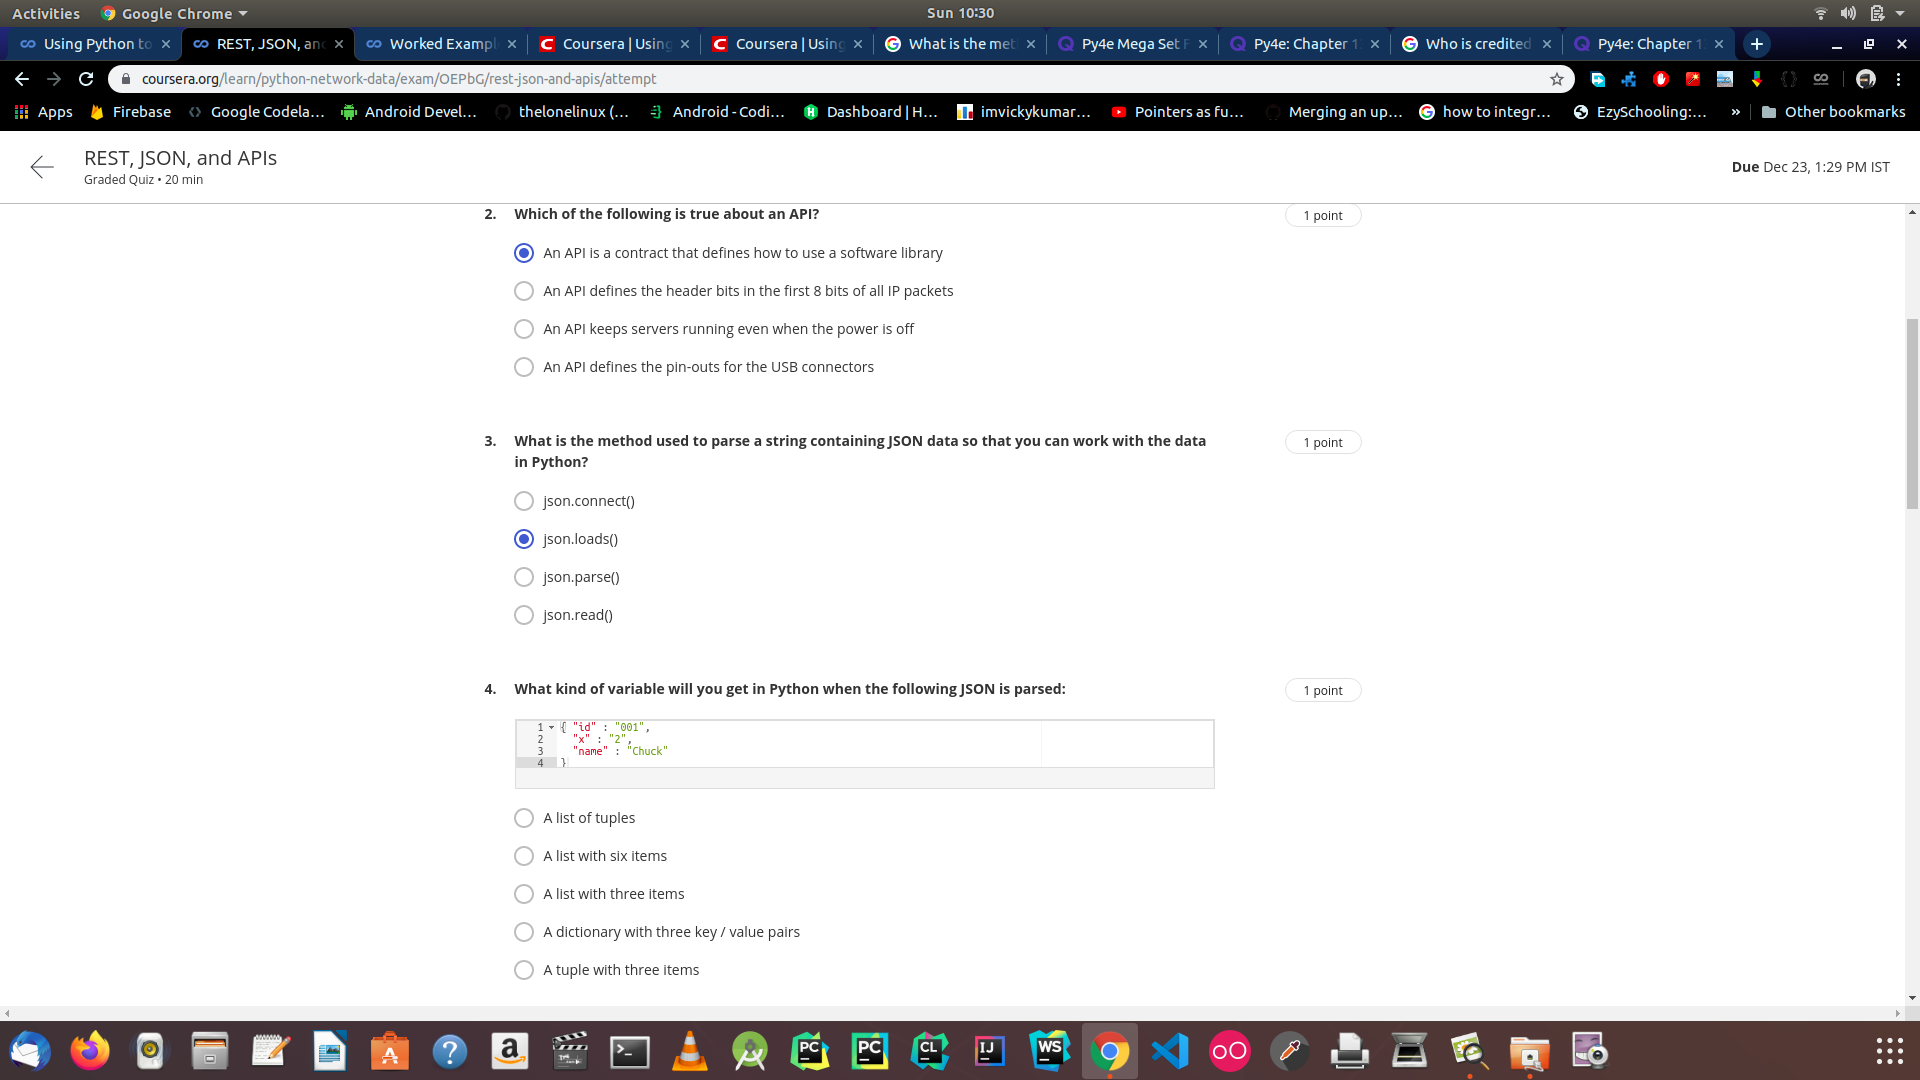 Activities Google Chrome Sun 10:30
Using Python to REST, JSON, an Worked Exampl Coursera | Using Coursera | Using What is the met Py4e Mega Set F Py4e: Chapter 1 Who is credited Py4e: Chapter 1
coursera.org/learn/python-network-data/exam/OEPbG/rest-json-and-apis/attempt
Apps Firebase Google Codela... Android Devel... thelonelinux (... Android - Codi... Dashboard | H... imvickykumar... Pointers as fu... Merging an up... how to integr... EzySchooling:... » Other bookmarks
REST, JSON, and APIs
Graded Quiz • 20 min
Due Dec 23, 1:29 PM IST
2. Which of the following is true about an API? 1 point
An API is a contract that defines how to use a software library
An API defines the header bits in the first 8 bits of all IP packets
An API keeps servers running even when the power is off
An API defines the pin-outs for the USB connectors
3. What is the method used to parse a string containing JSON data so that you can work with the data 1 point
in Python?
json.connect()
json.loads()
json.parse()
json.read()
4. What kind of variable will you get in Python when the following JSON is parsed: 1 point
1 { "id" : "001",
2 "x" : "2",
3 "name" : "Chuck"
4 }
A list of tuples
A list with six items
A list with three items
A dictionary with three key / value pairs
A tuple with three items